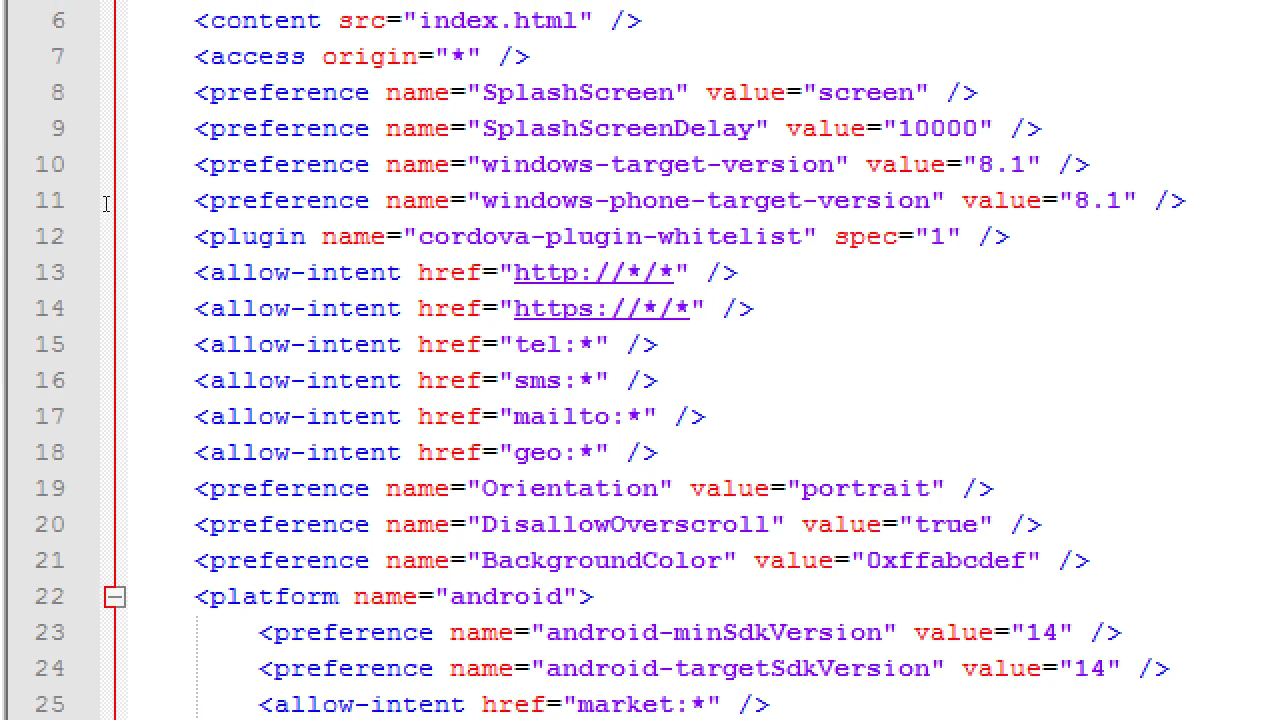 6 <content src="index.html" />
7 <access origin="*" />
8 <preference name="SplashScreen" value="screen" />
9 <preference name="SplashScreenDelay" value="10000" />
10 <preference name="windows-target-version" value="8.1" />
11 <preference name="windows-phone-target-version" value="8.1" />
12 <plugin name="cordova-plugin-whitelist" spec="1" />
13 <allow-intent href="http://*/*" />
14 <allow-intent href="https://*/*" />
15 <allow-intent href="tel:*" />
16 <allow-intent href="sms:*" />
17 <allow-intent href="mailto:*" />
18 <allow-intent href="geo:*" />
19 <preference name="Orientation" value="portrait" />
20 <preference name="DisallowOverscroll" value="true" />
21 <preference name="BackgroundColor" value="0xffabcdef" />
22 <platform name="android">
23 <preference name="android-minSdkVersion" value="14" />
24 <preference name="android-targetSdkVersion" value="14" />
25 <allow-intent href="market:*" />